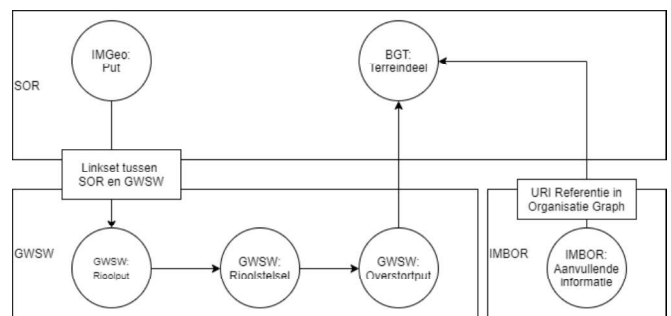 IMGeo:
Put
BGT:
Terreindeel
SOR
Linkset tussen
SOR en GWSW
URI Referentie in
Organisatie Graph
GWSW
GWSW:
Rioolput
GWSW:
Rioolstelsel
GWSW:
Overstortput
IMBOR
IMBOR:
Aanvullende
informatie